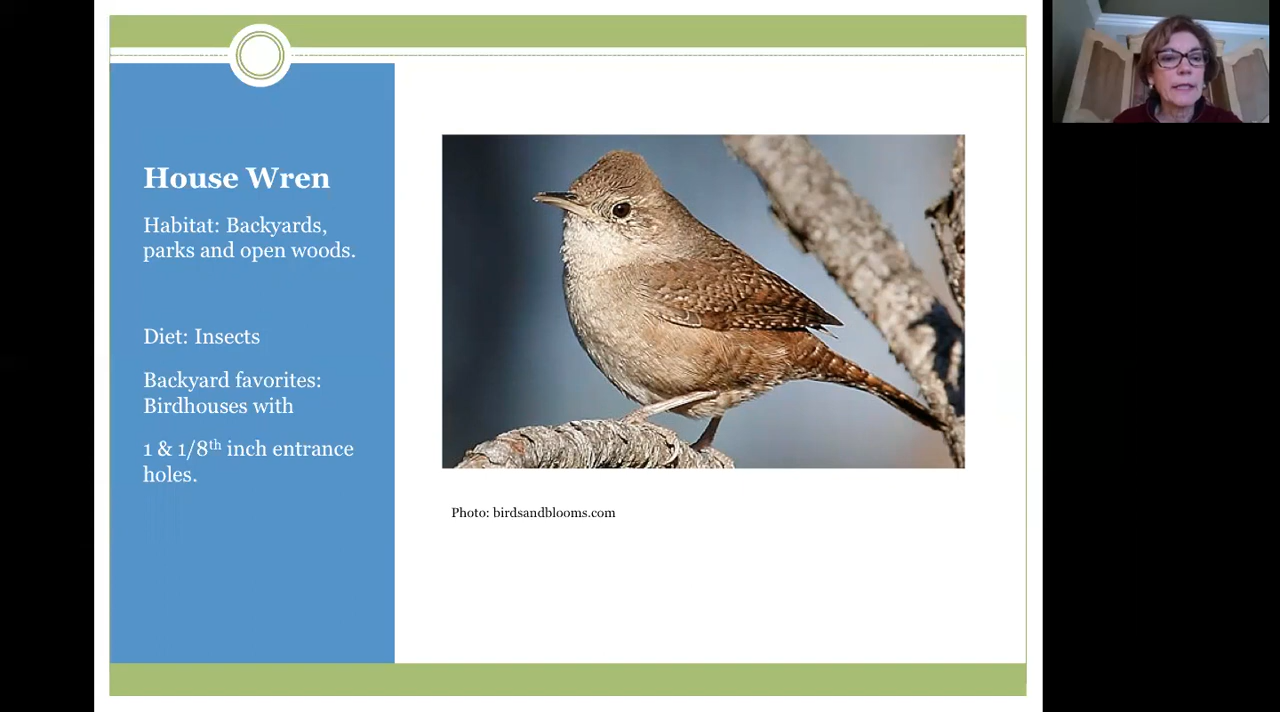 House Wren
Habitat: Backyards,
parks and open woods.
Diet: Insects
Backyard favorites:
Birdhouses with
1 & 1/8th inch entrance
holes.
Photo: birdsandblooms.com